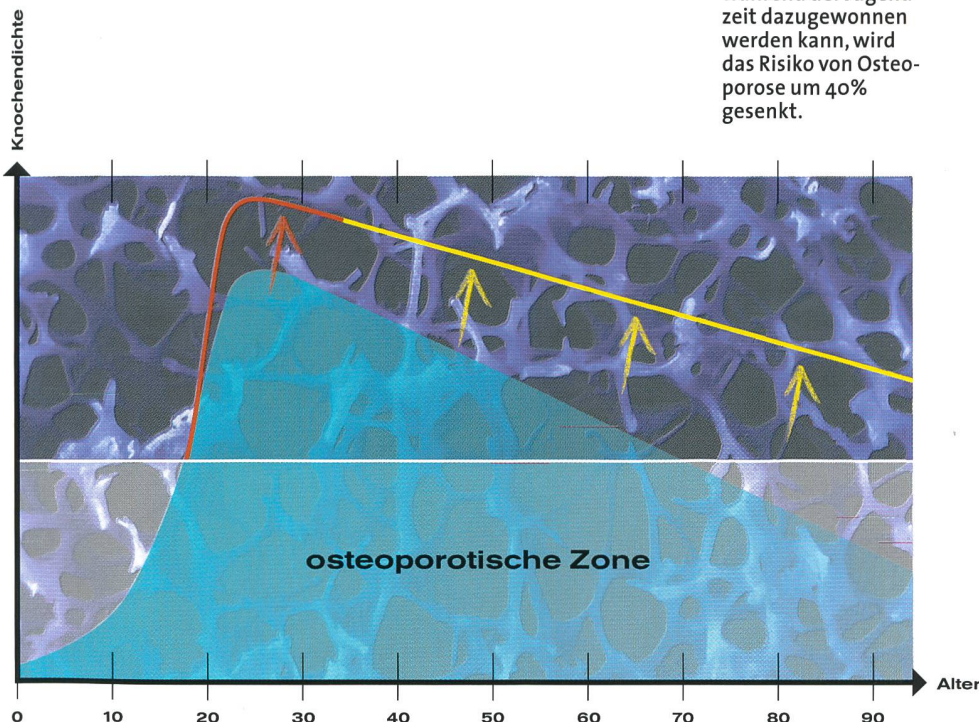 zeit dazugewonnen
werden kann, wird
das Risiko von Osteo-
porose um 40%
gesenkt.
Knochendichte
osteoporotische Zone
Alter
0 10 20 30 40 50 60 70 80 90